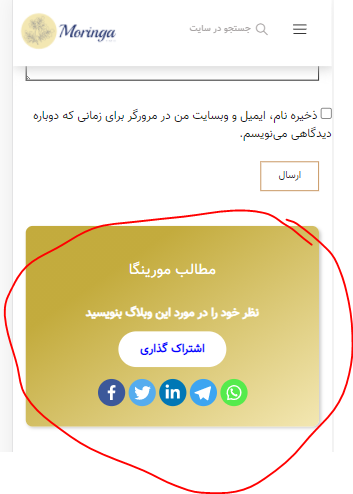 Moringa
جستجو در سایت
ذخیره نام، ایمیل و وبسایت من در مرورگر برای زمانی که دوباره
دیدگاهی می‌نویسم.
ارسال
مطالب مورینگا
نظر خود را در مورد این وبلاگ بنویسید
اشتراک گذاری